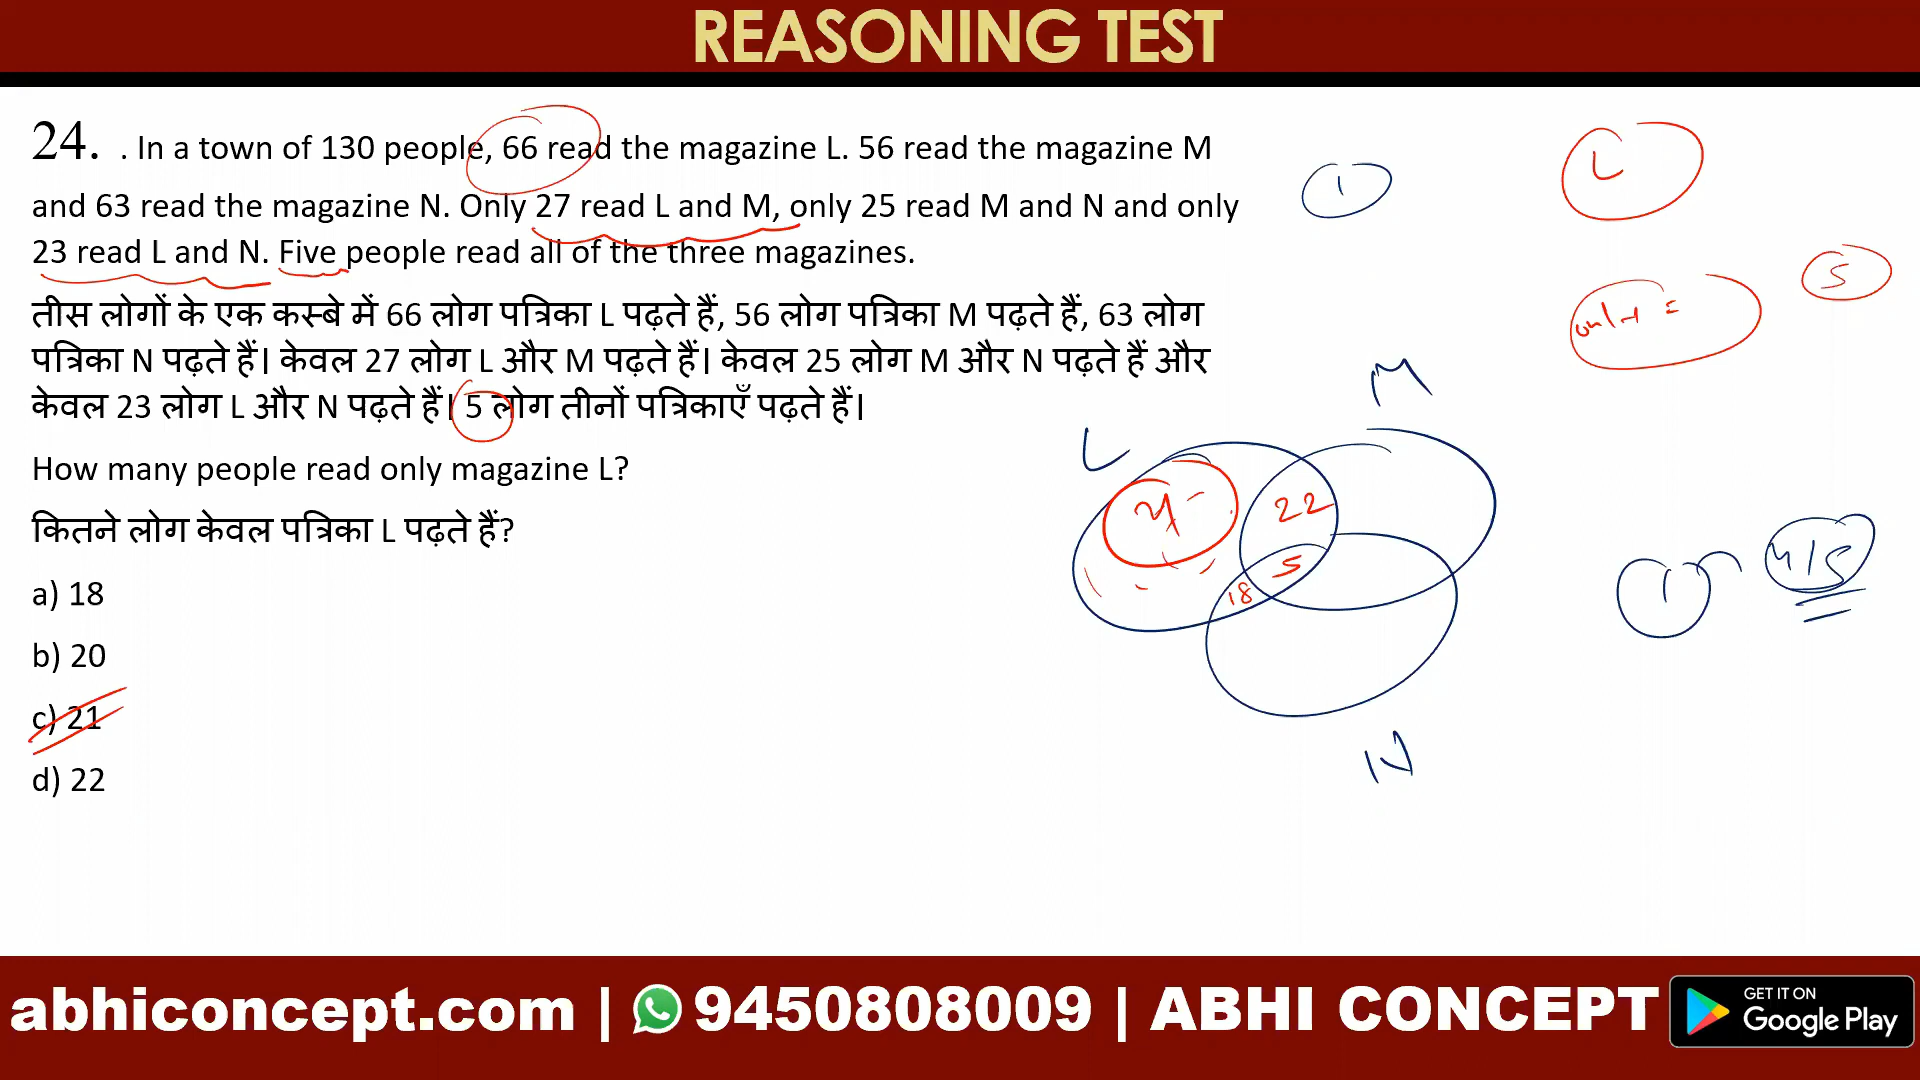 REASONING TEST
24. . In a town of 130 people, 66 read the magazine L. 56 read the magazine M
and 63 read the magazine N. Only 27 read L and M, only 25 read M and N and only
23 read L and N. Five people read all of the three magazines.
तीस लोगों के एक कस्बे में 66 लोग पत्रिका L पढ़ते हैं, 56 लोग पत्रिका M पढ़ते हैं, 63 लोग
पत्रिका N पढ़ते हैं। केवल 27 लोग L और M पढ़ते हैं। केवल 25 लोग M और N पढ़ते हैं और
केवल 23 लोग L और N पढ़ते हैं। 5 लोग तीनों पत्रिकाएँ पढ़ते हैं।
How many people read only magazine L?
कितने लोग केवल पत्रिका L पढ़ते हैं?
a) 18
b) 20
c) 21
d) 22
1
L
5
only =
M
L
22
5
18
1
N
abhiconcept.com | 9450808009 | ABHI CONCEPT
GET IT ON
Google Play